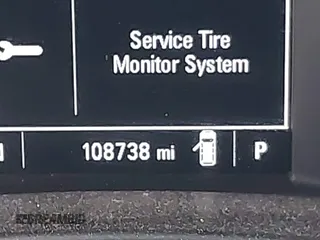 Service Tire
Monitor System
108738 mi
P